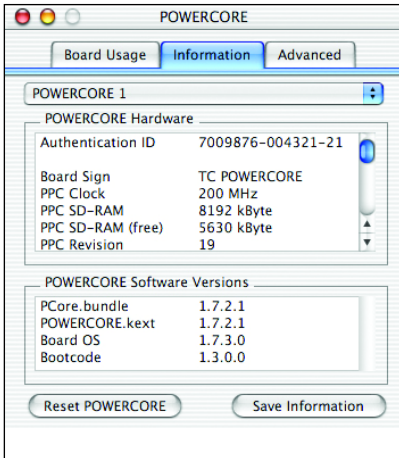 POWERCORE
Board Usage Information Advanced
POWERCORE 1
POWERCORE Hardware
Authentication ID 7009876-004321-21
Board Sign TC POWERCORE
PPC Clock 200 MHz
PPC SD-RAM 8192 kByte
PPC SD-RAM (free) 5630 kByte
PPC Revision 19
POWERCORE Software Versions
PCore.bundle 1.7.2.1
POWERCORE.kext 1.7.2.1
Board OS 1.7.3.0
Bootcode 1.3.0.0
Reset POWERCORE Save Information